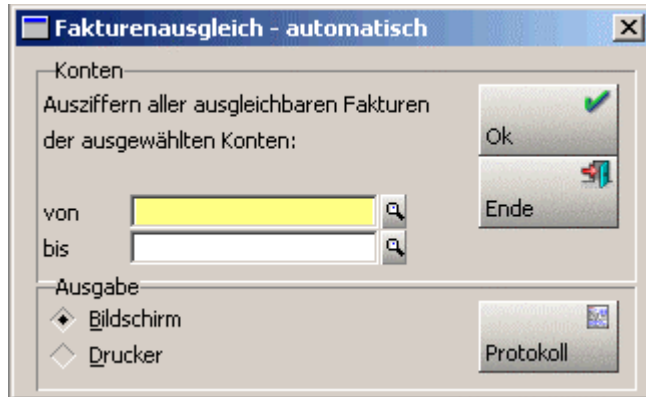 Fakturenausgleich - automatisch
Konten
Ausziffern aller ausgleichbaren Fakturen
der ausgewählten Konten:
Ok
von
Ende
bis
Ausgabe
Bildschirm
Drucker
Protokoll